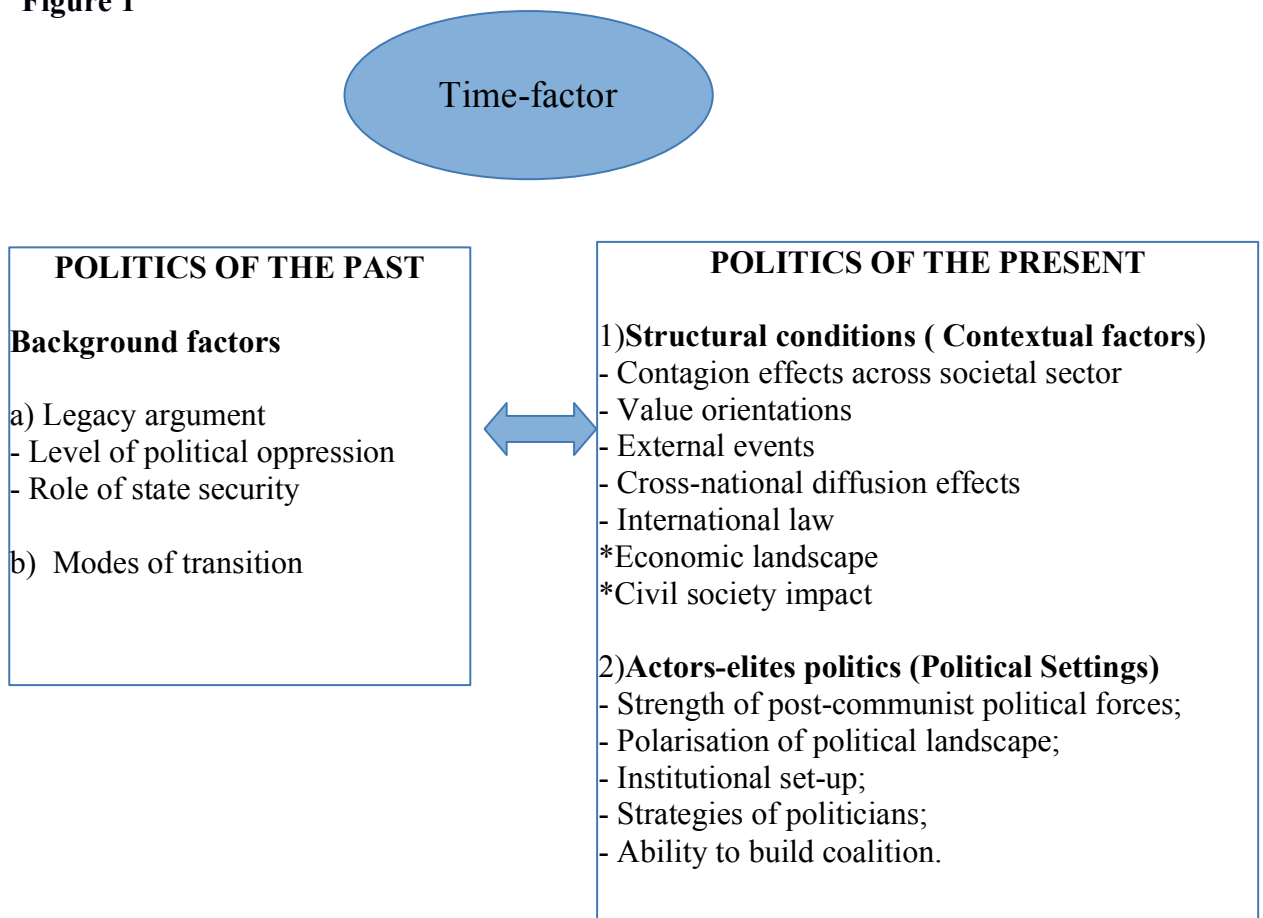 Figure 1
Time-factor
POLITICS OF THE PAST
Background factors
a) Legacy argument
- Level of political oppression
- Role of state security
b) Modes of transition
POLITICS OF THE PRESENT
1)Structural conditions ( Contextual factors)
- Contagion effects across societal sector
- Value orientations
- External events
- Cross-national diffusion effects
- International law
*Economic landscape
*Civil society impact
2)Actors-elites politics (Political Settings)
- Strength of post-communist political forces;
- Polarisation of political landscape;
- Institutional set-up;
- Strategies of politicians;
- Ability to build coalition.